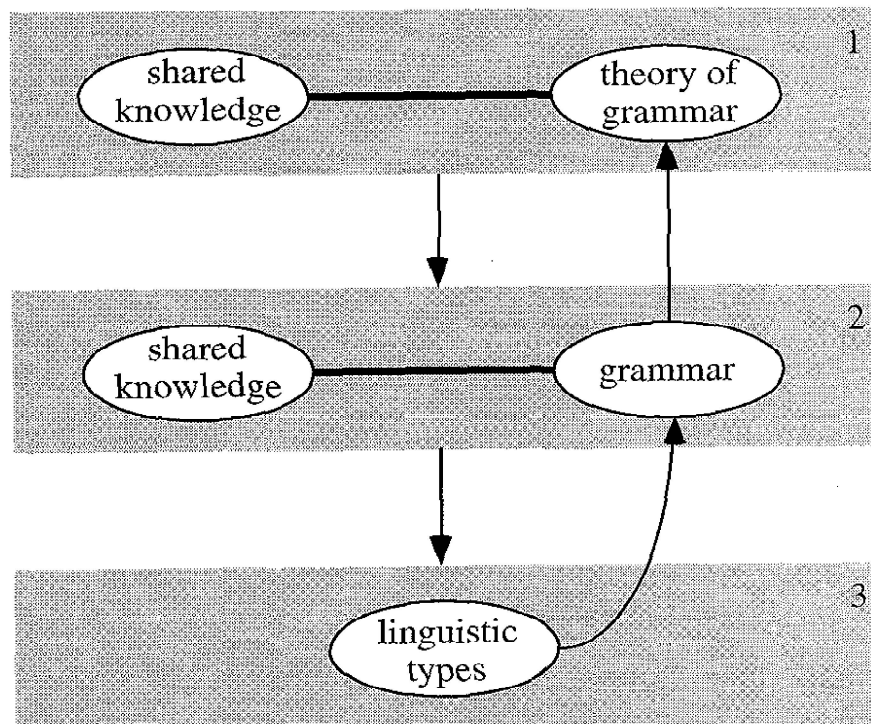 1
shared
knowledge
theory of
grammar
2
shared
knowledge
grammar
3
linguistic
types